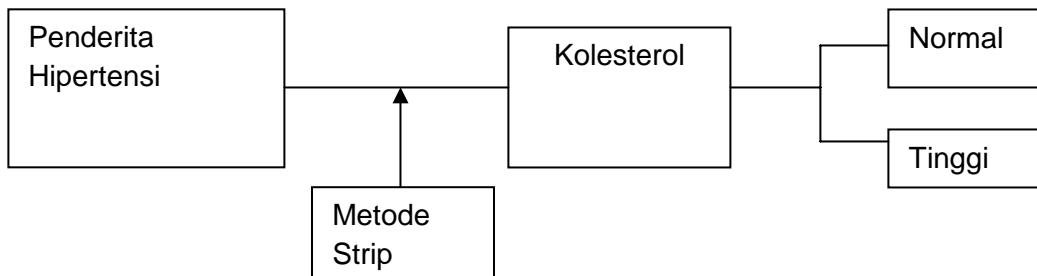 Penderita
Hipertensi
Kolesterol
Normal
Tinggi
Metode
Strip